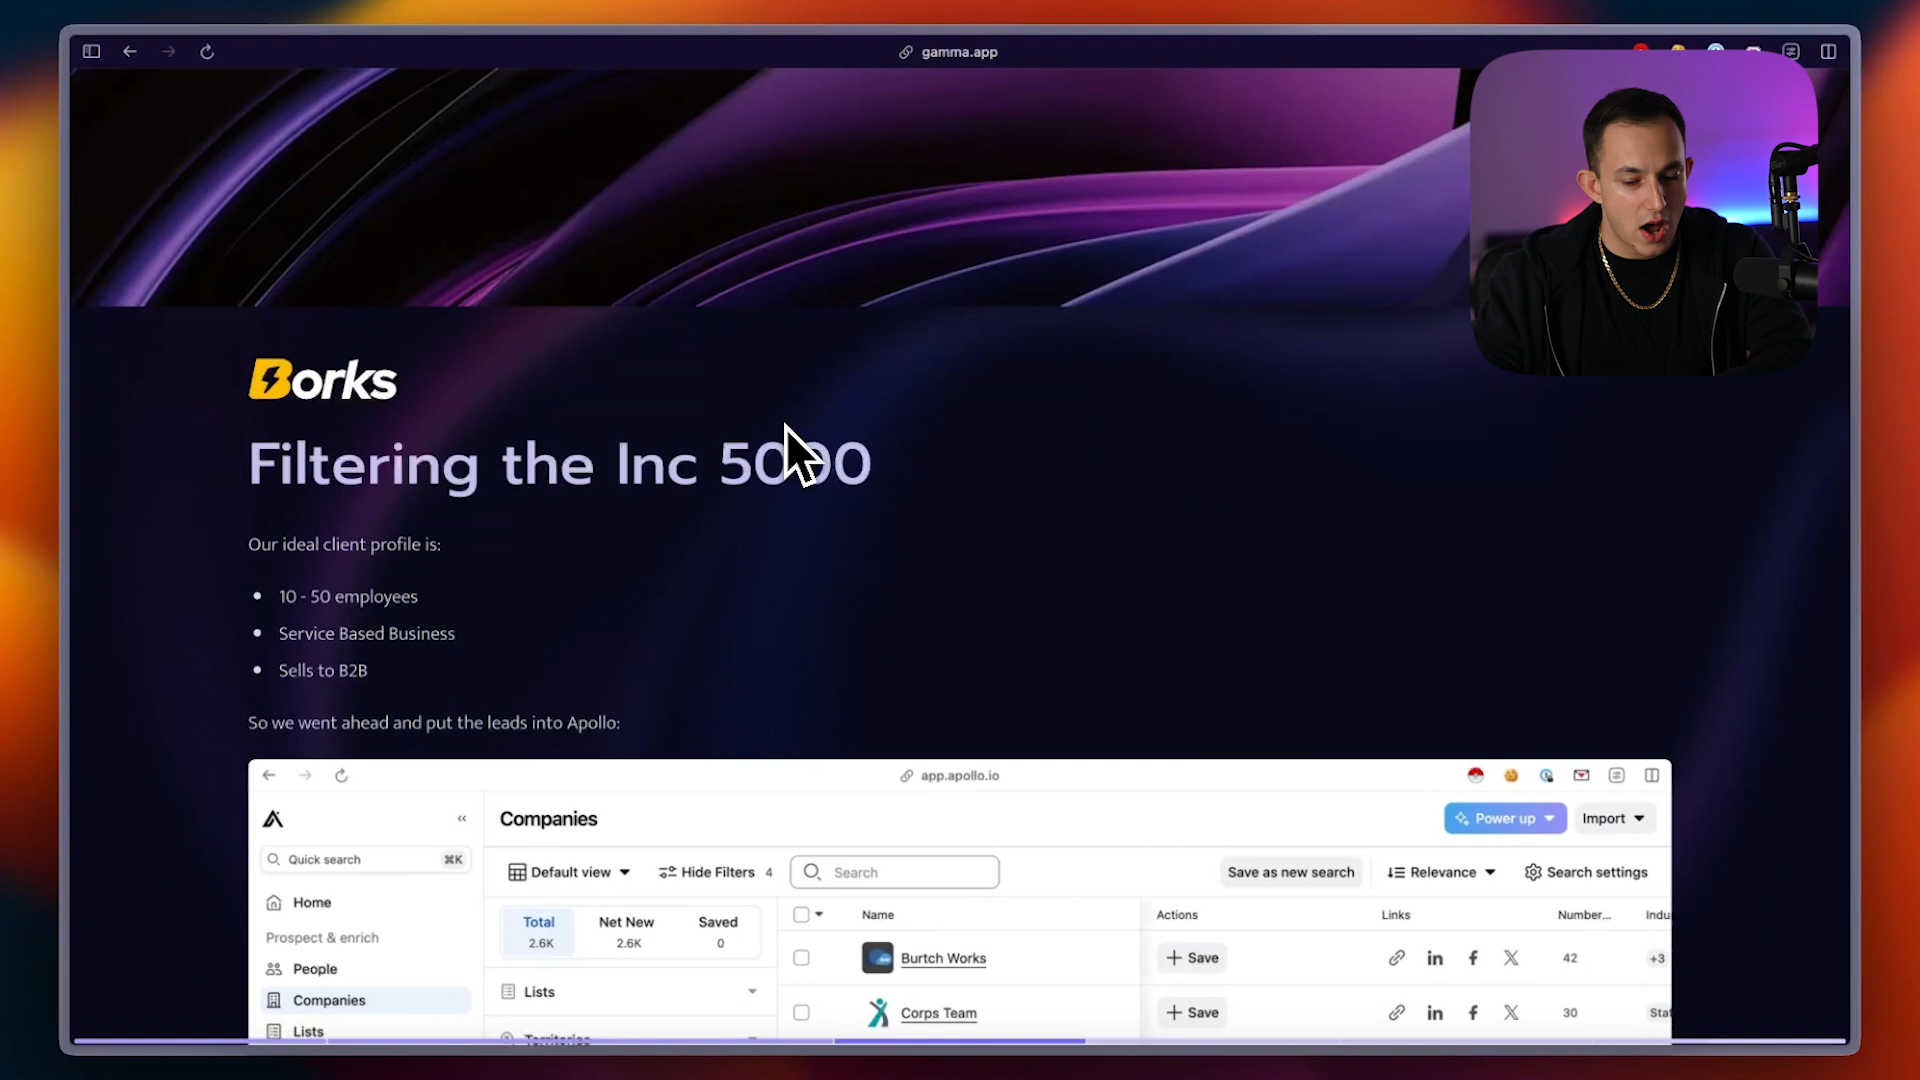 gamma.app
Borks
Filtering the Inc 5000
Our ideal client profile is:
10 - 50 employees
Service Based Business
Sells to B2B
So we went ahead and put the leads into Apollo:
app.apollo.io
Companies
Power up
Import
Quick search ⌘K
Default view
Hide Filters 4
Search
Save as new search
Relevance
Search settings
Home
Total
2.6K
Net New
2.6K
Saved
0
Name
Actions
Links
Number...
Indu
Prospect & enrich
People
Companies
Lists
Lists
Territories
Burtch Works
+ Save
42
+3
Corps Team
+ Save
30
Stat